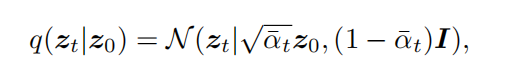 q(z_t|z_0) = 𝒩(z_t|√ᾱ_t z_0, (1 − ᾱ_t)I),